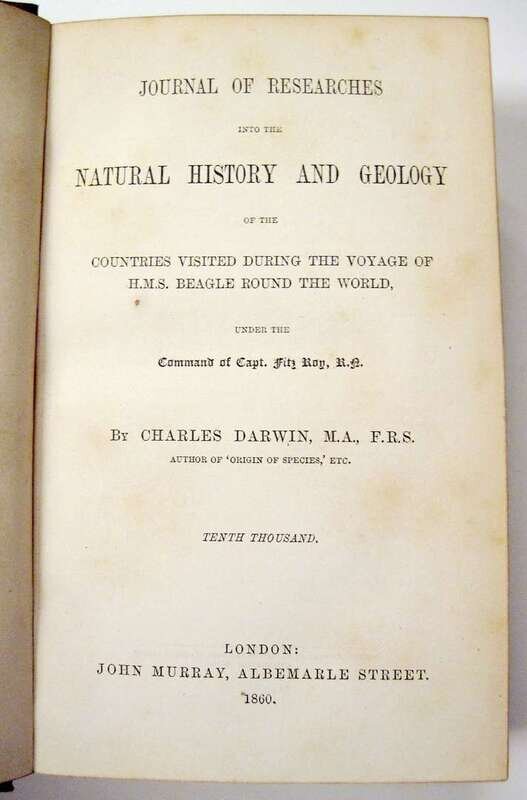 JOURNAL OF RESEARCHES
INTO THE
NATURAL HISTORY AND GEOLOGY
OF THE
COUNTRIES VISITED DURING THE VOYAGE OF
H.M.S. BEAGLE ROUND THE WORLD,
UNDER THE
Command of Capt. Fitz Roy, R.N.
BY CHARLES DARWIN, M.A., F.R.S.
AUTHOR OF ‘ORIGIN OF SPECIES,’ ETC.
TENTH THOUSAND.
LONDON:
JOHN MURRAY, ALBEMARLE STREET.
1860.